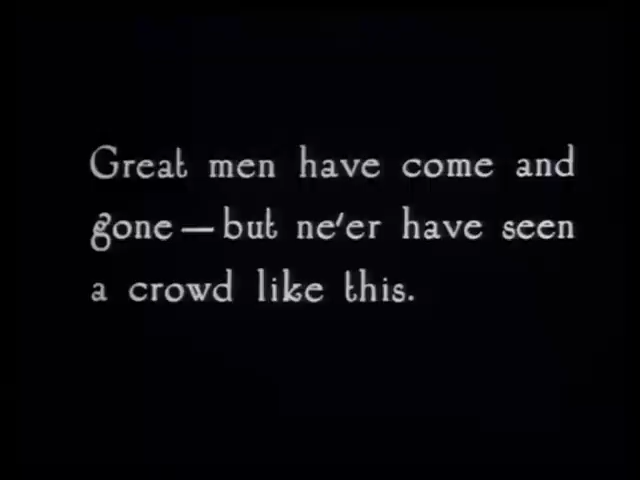 Great men have come and
gone — but ne'er have seen
a crowd like this.